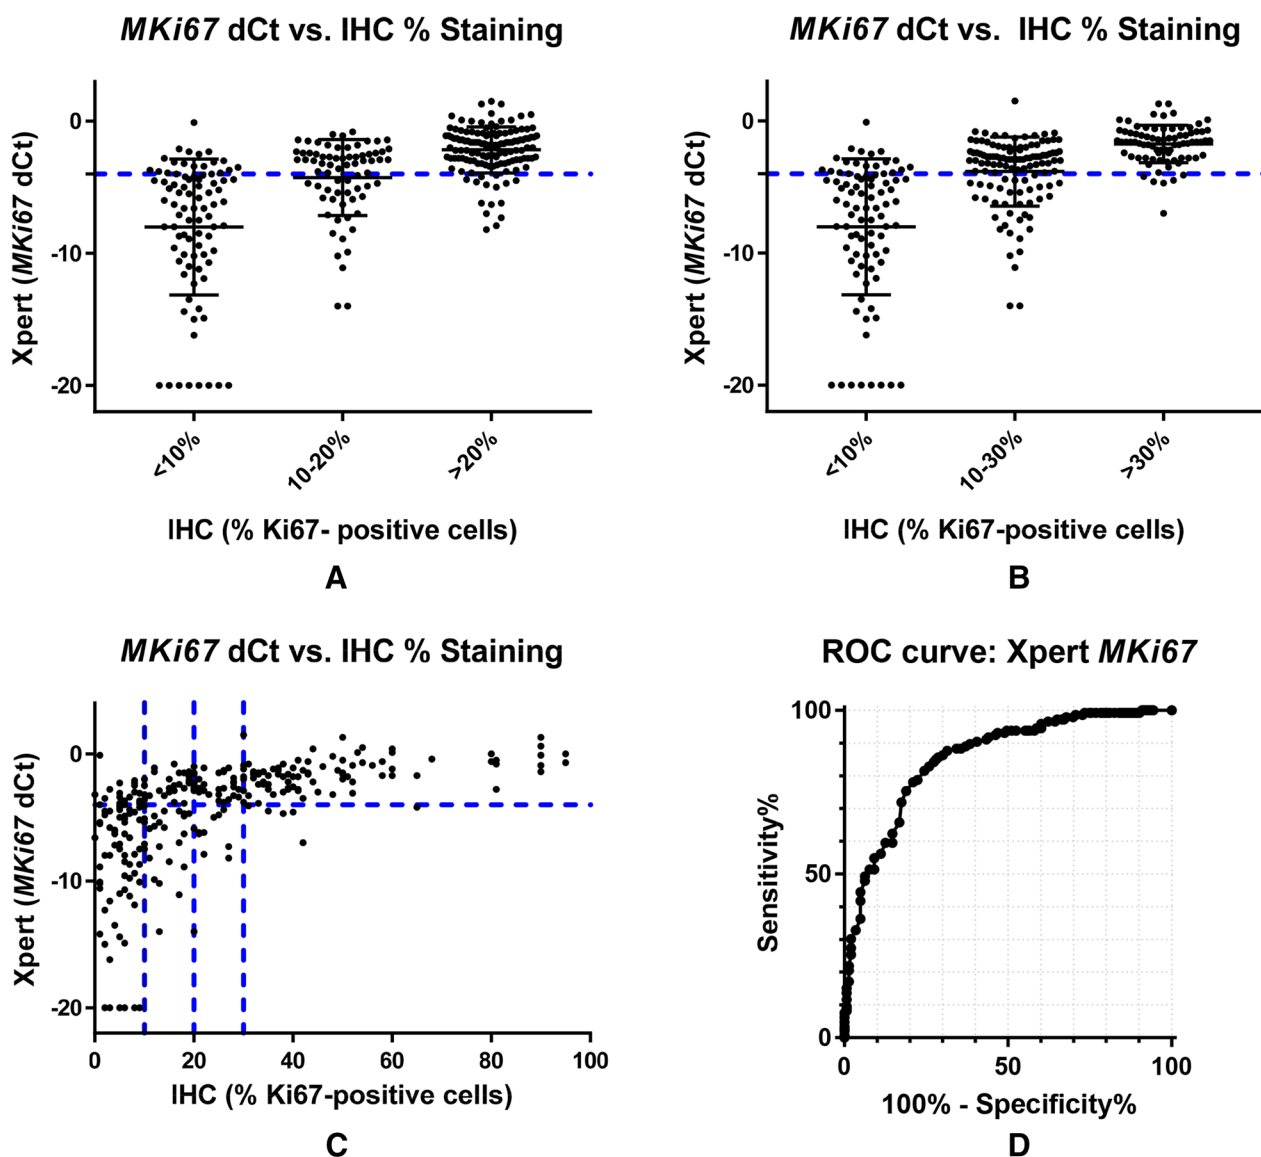 MKi67 dCt vs. IHC % Staining
Xpert (MKi67 dCt)
0
-10
-20
<10%
10-20%
>20%
IHC (% Ki67- positive cells)
A
MKi67 dCt vs. IHC % Staining
Xpert (MKi67 dCt)
0
-10
-20
<10%
10-30%
>30%
IHC (% Ki67-positive cells)
B
MKi67 dCt vs. IHC % Staining
Xpert (MKi67 dCt)
0
-10
-20
0
20
40
60
80
100
IHC (% Ki67-positive cells)
C
ROC curve: Xpert MKi67
Sensitivity%
100
50
0
0
50
100
100% - Specificity%
D